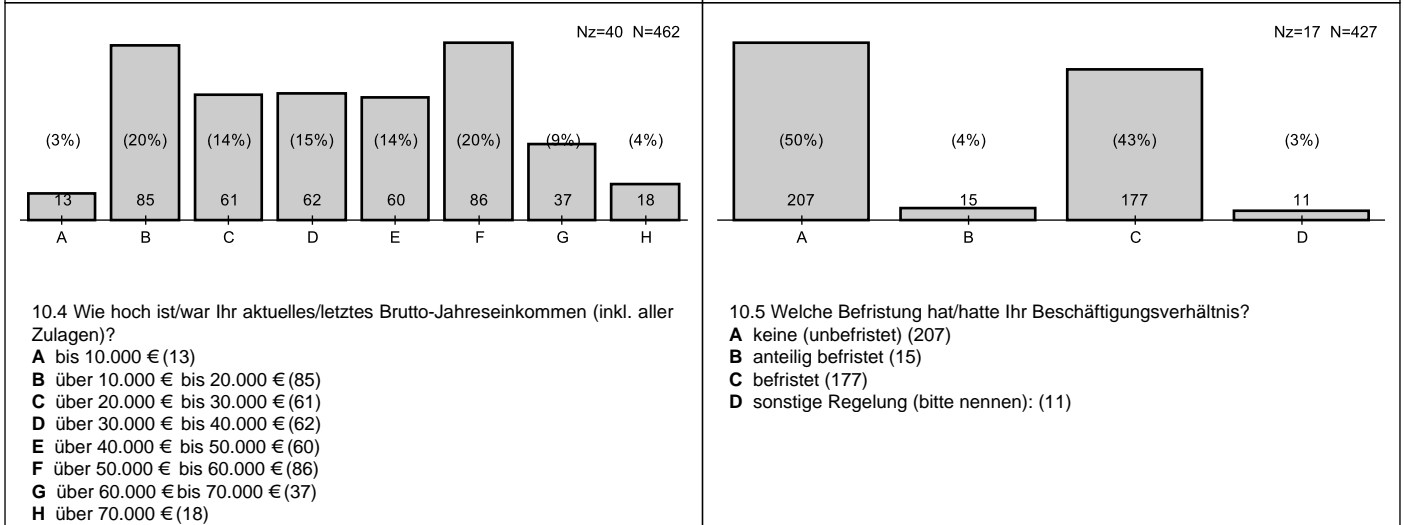 Nz=40 N=462
(3%) (20%) (14%) (15%) (14%) (20%) (9%) (4%)
13 85 61 62 60 86 37 18
A B C D E F G H
10.4 Wie hoch ist/war Ihr aktuelles/letztes Brutto-Jahreseinkommen (inkl. aller
Zulagen)?
A bis 10.000 € (13)
B über 10.000 € bis 20.000 € (85)
C über 20.000 € bis 30.000 € (61)
D über 30.000 € bis 40.000 € (62)
E über 40.000 € bis 50.000 € (60)
F über 50.000 € bis 60.000 € (86)
G über 60.000 € bis 70.000 € (37)
H über 70.000 € (18)
Nz=17 N=427
(50%) (4%) (43%) (3%)
207 15 177 11
A B C D
10.5 Welche Befristung hat/hatte Ihr Beschäftigungsverhältnis?
A keine (unbefristet) (207)
B anteilig befristet (15)
C befristet (177)
D sonstige Regelung (bitte nennen): (11)